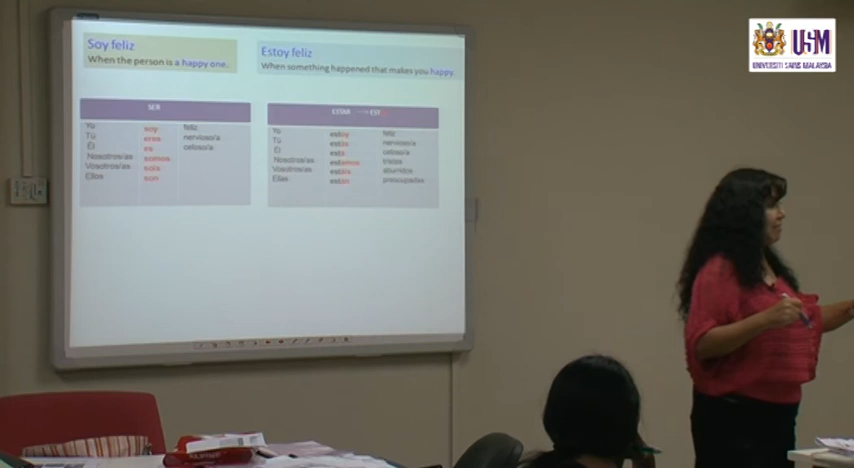 Soy feliz
When the person is a happy one.
Estoy feliz
When something happened that makes you happy.
SER
Yo soy feliz
Tú eres nervioso/a
Él es celoso/a
Nosotros/as somos
Vosotros/as sois
Ellos son
ESTAR EST
Yo estoy feliz
Tú estás nervioso/a
Él está celoso/a
Nosotros/as estamos tristes
Vosotros/as estáis aburridos
Ellas están preocupadas
USM
UNIVERSITI SAINS MALAYSIA